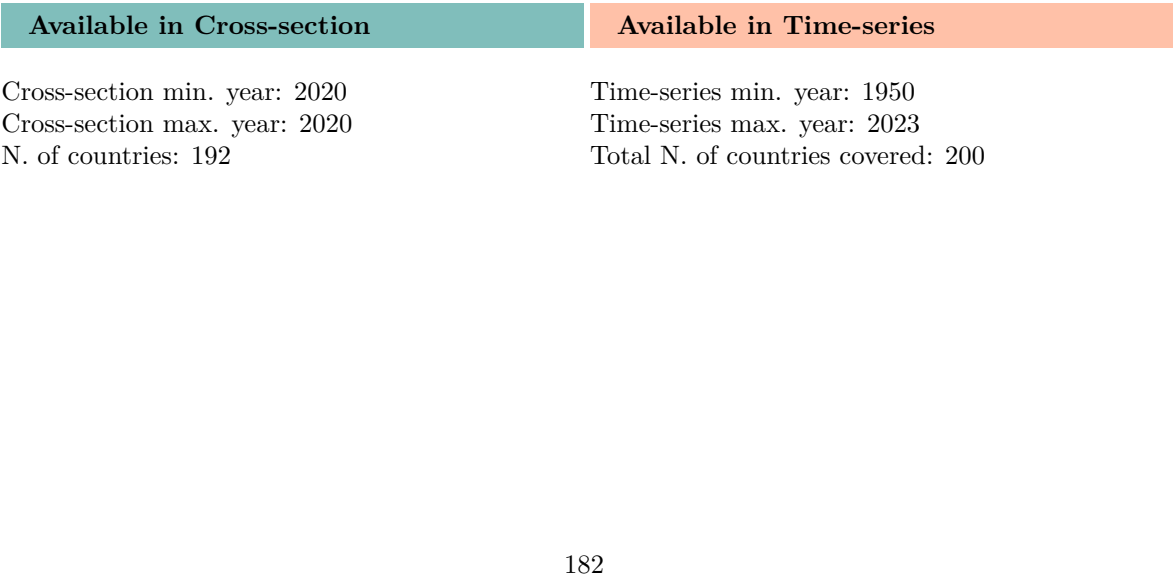 Available in Cross-section
Cross-section min. year: 2020
Cross-section max. year: 2020
N. of countries: 192
Available in Time-series
Time-series min. year: 1950
Time-series max. year: 2023
Total N. of countries covered: 200
182